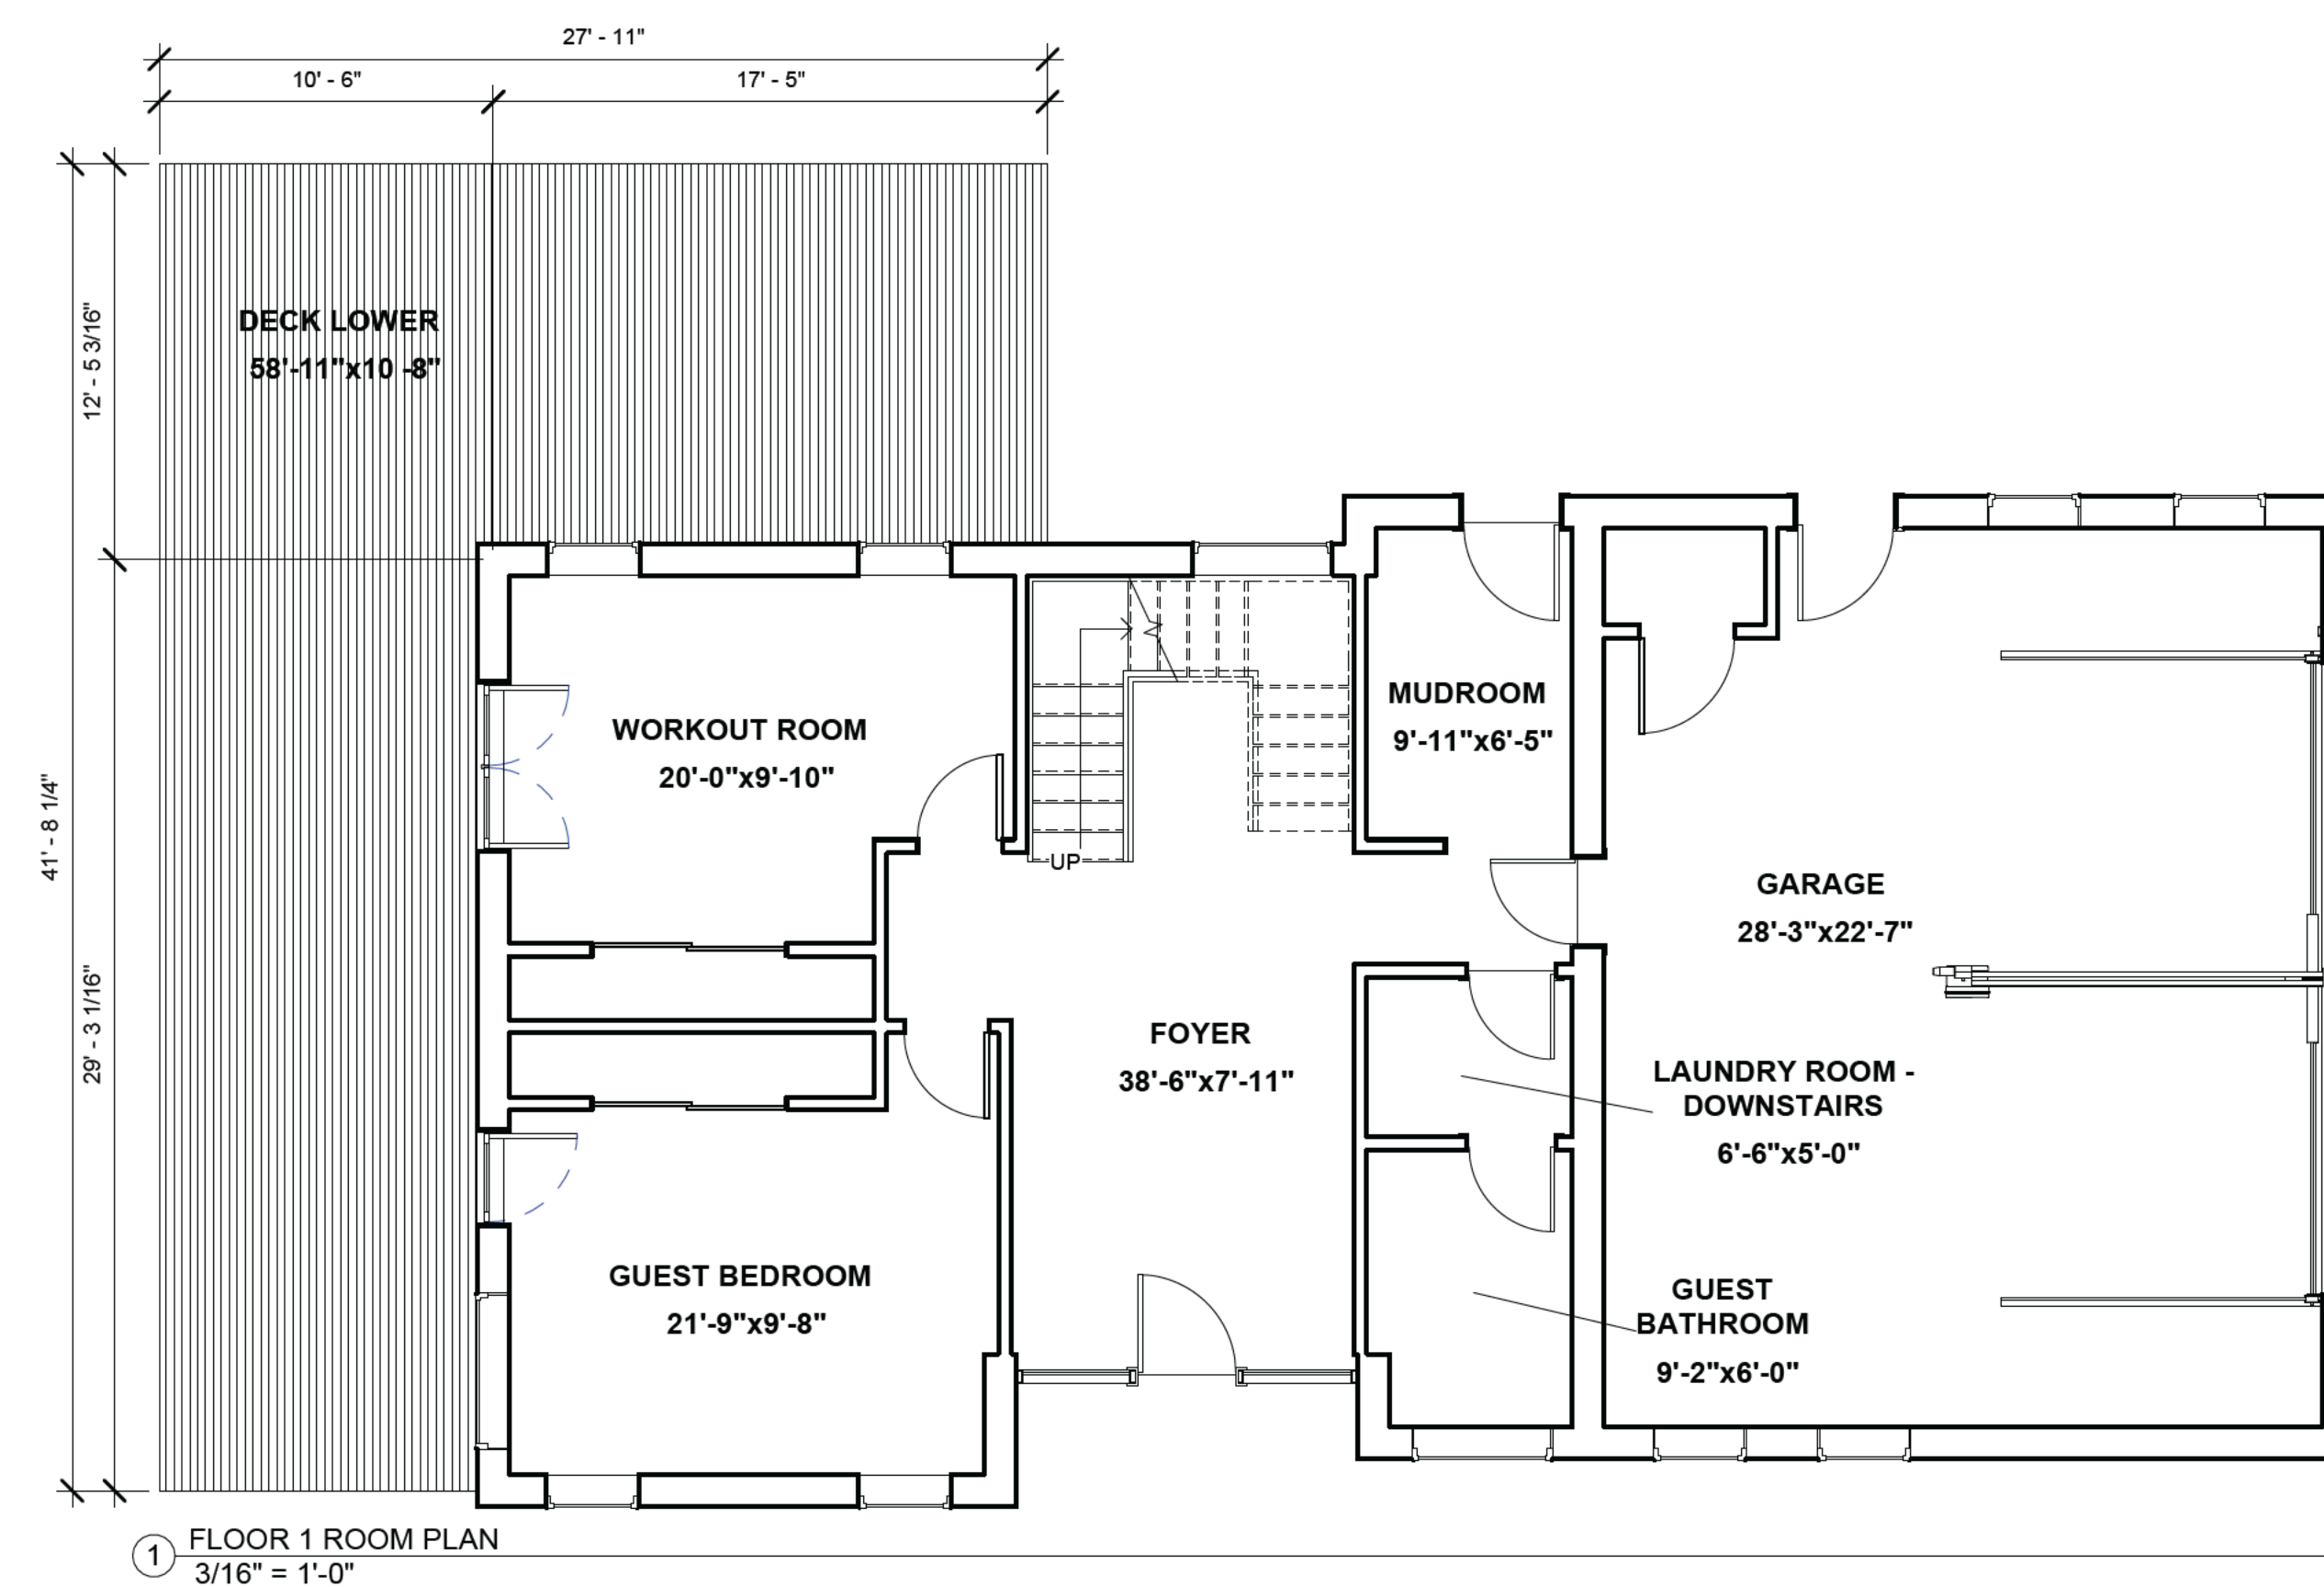 27' - 11"
10' - 6"
17' - 5"
12' - 5 3/16"
41' - 8 1/4"
29' - 3 1/16"
DECK LOWER
58'-11"x10 -8"
WORKOUT ROOM
20'-0"x9'-10"
UP
MUDROOM
9'-11"x6'-5"
GARAGE
28'-3"x22'-7"
FOYER
38'-6"x7'-11"
LAUNDRY ROOM -
DOWNSTAIRS
6'-6"x5'-0"
GUEST BEDROOM
21'-9"x9'-8"
GUEST
BATHROOM
9'-2"x6'-0"
1
FLOOR 1 ROOM PLAN
3/16" = 1'-0"